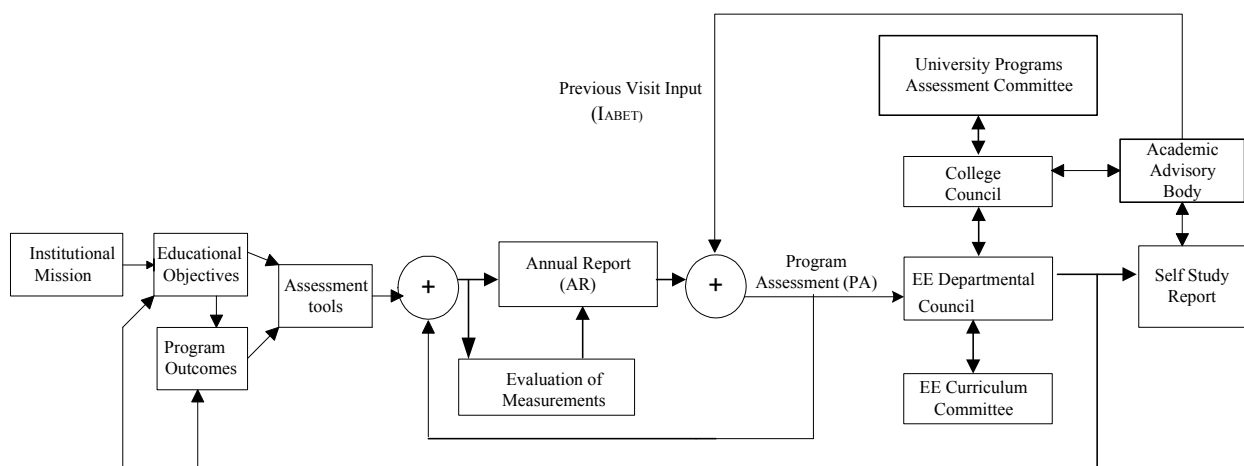 University Programs
Assessment Committee
Previous Visit Input
(IABET)
College
Council
Academic
Advisory
Body
Institutional
Mission
Educational
Objectives
Assessment
tools
Program
Outcomes
+
Annual Report
(AR)
Evaluation of
Measurements
+
Program
Assessment (PA)
EE Departmental
Council
Self Study
Report
EE Curriculum
Committee